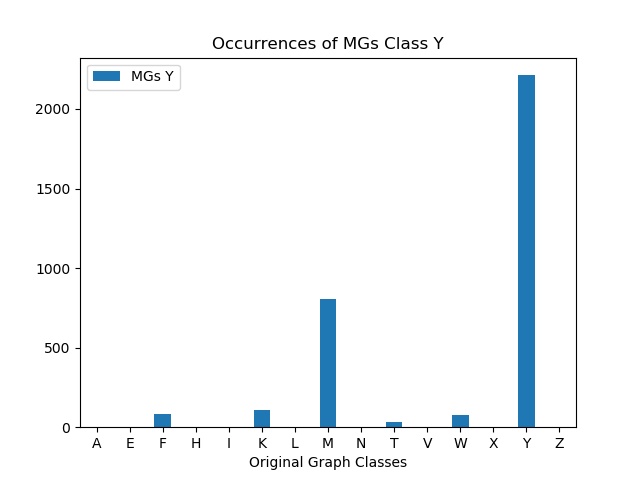 Occurrences of MGs Class Y
MGs Y
2000
1500
1000
500
0
A E F H I K L M N T V W X Y Z
Original Graph Classes